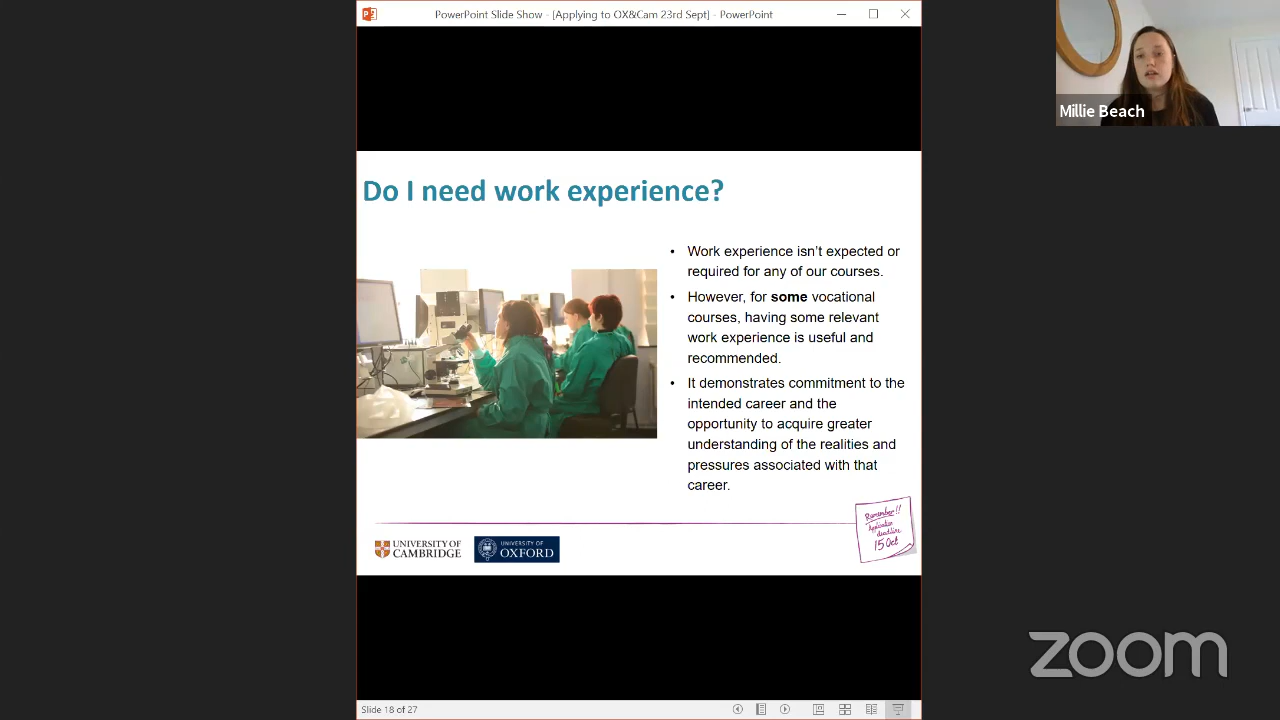 PowerPoint Slide Show - [Applying to OX&Cam 23rd Sept] - PowerPoint
Millie Beach
Do I need work experience?
• Work experience isn't expected or
required for any of our courses.
• However, for some vocational
courses, having some relevant
work experience is useful and
recommended.
• It demonstrates commitment to the
intended career and the
opportunity to acquire greater
understanding of the realities and
pressures associated with that
career.
Remember!!
Application
deadline
15 Oct
UNIVERSITY OF
CAMBRIDGE
UNIVERSITY OF
OXFORD
zoom
Slide 18 of 27